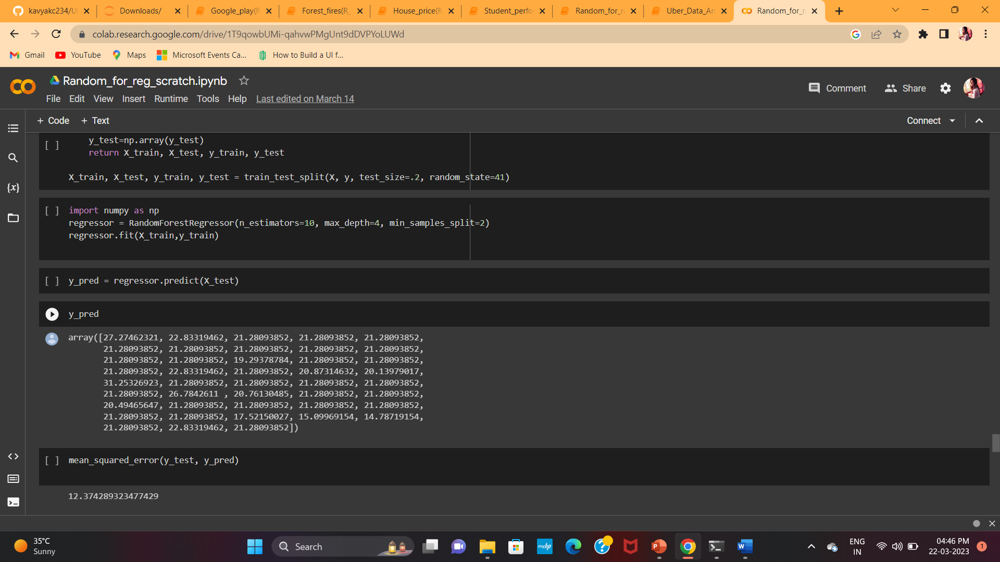 kavyakc234/U
Downloads/
Google_play(R
Forest_fires(R_
House_price(R
Student_perfo
Random_for_r
Uber_Data_An
Random_for_r
colab.research.google.com/drive/1T9qowbUMi-qahvwPMgUnt9dDVPYoLUWd
Gmail
YouTube
Maps
Microsoft Events Ca...
How to Build a UI f...
Random_for_reg_scratch.ipynb
Comment
Share
File Edit View Insert Runtime Tools Help Last edited on March 14
+ Code + Text
Connect
y_test=np.array(y_test)
[ ]
return X_train, X_test, y_train, y_test
X_train, X_test, y_train, y_test = train_test_split(X, y, test_size=.2, random_state=41)
[ ] import numpy as np
regressor = RandomForestRegressor(n_estimators=10, max_depth=4, min_samples_split=2)
regressor.fit(X_train,y_train)
[ ] y_pred = regressor.predict(X_test)
y_pred
array([27.27462321, 22.83319462, 21.28093852, 21.28093852, 21.28093852,
21.28093852, 21.28093852, 21.28093852, 21.28093852, 21.28093852,
21.28093852, 21.28093852, 19.29378784, 21.28093852, 21.28093852,
21.28093852, 22.83319462, 21.28093852, 20.87314632, 20.13979017,
31.25326923, 21.28093852, 21.28093852, 21.28093852, 21.28093852,
21.28093852, 26.7842611 , 20.76130485, 21.28093852, 21.28093852,
20.49465647, 21.28093852, 21.28093852, 21.28093852, 21.28093852,
21.28093852, 21.28093852, 17.52150027, 15.09969154, 14.78719154,
21.28093852, 22.83319462, 21.28093852])
[ ] mean_squared_error(y_test, y_pred)
12.374289323477429
{x}
35°C
Sunny
Search
myhp
ENG
IN
04:46 PM
22-03-2023
1